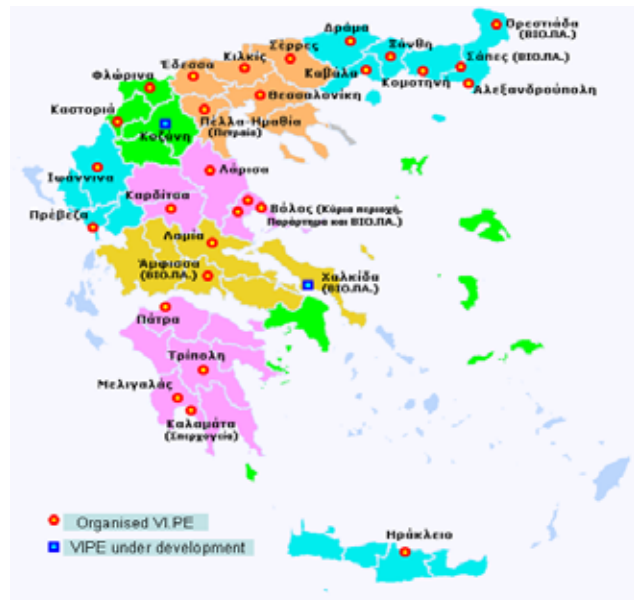 Ορεστιάδα
(ΒΙΟ.ΠΑ.)
Δράμα
Ξάνθη
Σέρρες
Σάπες (ΒΙΟ.ΠΑ.)
Κιλκίς
Έδεσσα
Καβάλα
Κομοτηνή
Φλώρινα
Αλεξανδρούπολη
Θεσσαλονίκη
Καστοριά
Πέλλα-Ημαθία
(Πετραία)
Κοζάνη
Λάρισα
Ιωάννινα
Καρδίτσα
Βόλος (Κύρια περιοχή,
Παράρτημα και ΒΙΟ.ΠΑ.)
Πρέβεζα
Λαμία
Άμφισσα
(ΒΙΟ.ΠΑ.)
Χαλκίδα
(ΒΙΟ.ΠΑ.)
Πάτρα
Τρίπολη
Μελιγαλάς
Καλαμάτα
(Σπερχογεία)
Organised VI.PE
Ηράκλειο
VIPE under development